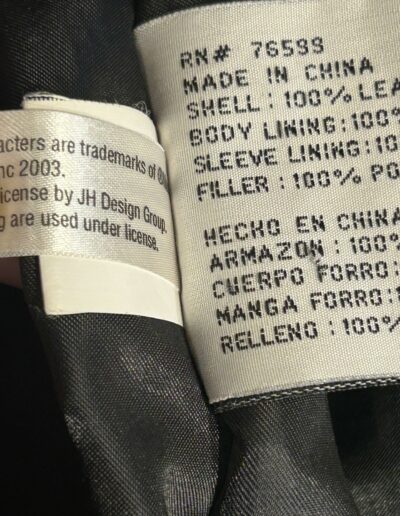 acters are trademarks of
nc 2003.
icense by JH Design Group.
g are used under license.
RN# 76599
MADE IN CHINA
SHELL: 100% LEA
BODY LINING: 100%
SLEEVE LINING: 10
FILLER : 100% PO
HECHO EN CHINA
ARMAZON : 100%
CUERPO FORRO:
MANGA FORRO:
RELLENO : 100%